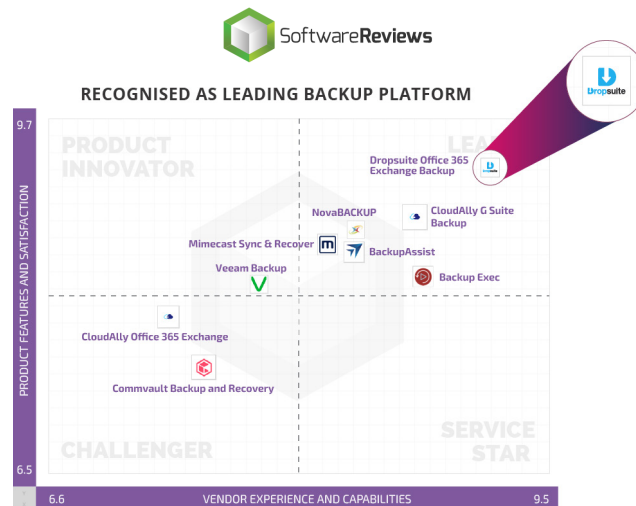 SoftwareReviews
RECOGNISED AS LEADING BACKUP PLATFORM
Dropsuite
9.7
PRODUCT
INNOVATOR
Dropsuite Office 365
Exchange Backup
NovaBACKUP
CloudAlly G Suite
Backup
Mimecast Sync & Recover
m
BackupAssist
Veeam Backup
Backup Exec
CloudAlly Office 365 Exchange
Commvault Backup and Recovery
PRODUCT FEATURES AND SATISFACTION
CHALLENGER
SERVICE
STAR
6.5
6.6
VENDOR EXPERIENCE AND CAPABILITIES
9.5